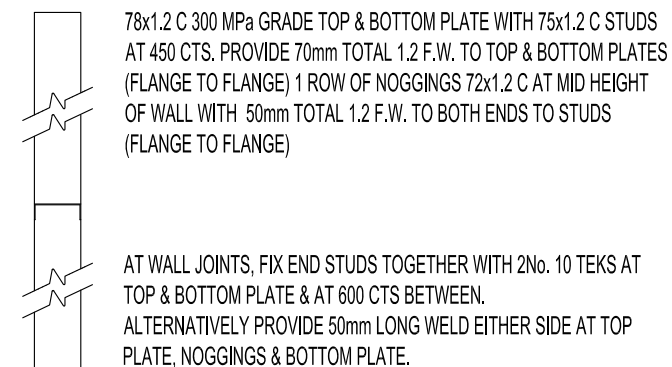 78x1.2 C 300 MPa GRADE TOP & BOTTOM PLATE WITH 75x1.2 C STUDS
AT 450 CTS. PROVIDE 70mm TOTAL 1.2 F.W. TO TOP & BOTTOM PLATES
(FLANGE TO FLANGE) 1 ROW OF NOGGINGS 72x1.2 C AT MID HEIGHT
OF WALL WITH 50mm TOTAL 1.2 F.W. TO BOTH ENDS TO STUDS
(FLANGE TO FLANGE)
AT WALL JOINTS, FIX END STUDS TOGETHER WITH 2No. 10 TEKS AT
TOP & BOTTOM PLATE & AT 600 CTS BETWEEN.
ALTERNATIVELY PROVIDE 50mm LONG WELD EITHER SIDE AT TOP
PLATE, NOGGINGS & BOTTOM PLATE.